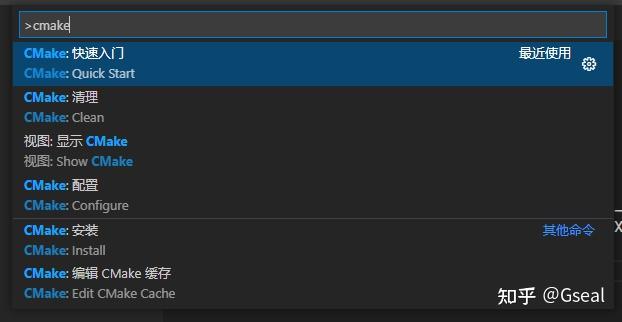 >cmake
CMake: 快速入门 最近使用
CMake: Quick Start
CMake: 清理
CMake: Clean
视图: 显示 CMake
视图: Show CMake
CMake: 配置
CMake: Configure
CMake: 安装 其他命令
CMake: Install
CMake: 编辑 CMake 缓存
CMake: Edit CMake Cache
知乎 @Gseal